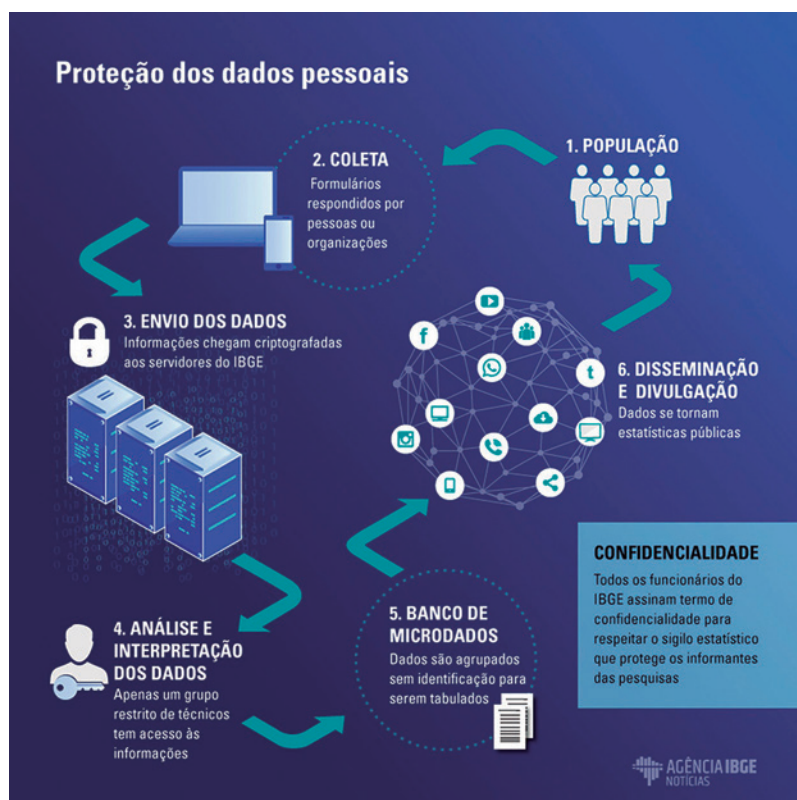 Proteção dos dados pessoais
1. POPULAÇÃO
2. COLETA
Formulários
respondidos por
pessoas ou
organizações
3. ENVIO DOS DADOS
Informações chegam criptografadas
aos servidores do IBGE
4. ANÁLISE E
INTERPRETAÇÃO
DOS DADOS
Apenas um grupo
restrito de técnicos
tem acesso às
informações
5. BANCO DE
MICRODADOS
Dados são agrupados
sem identificação para
serem tabulados
6. DISSEMINAÇÃO
E DIVULGAÇÃO
Dados se tornam
estatísticas públicas
CONFIDENCIALIDADE
Todos os funcionários do
IBGE assinam termo de
confidencialidade para
respeitar o sigilo estatístico
que protege os informantes
das pesquisas
AGÊNCIA IBGE
NOTÍCIAS